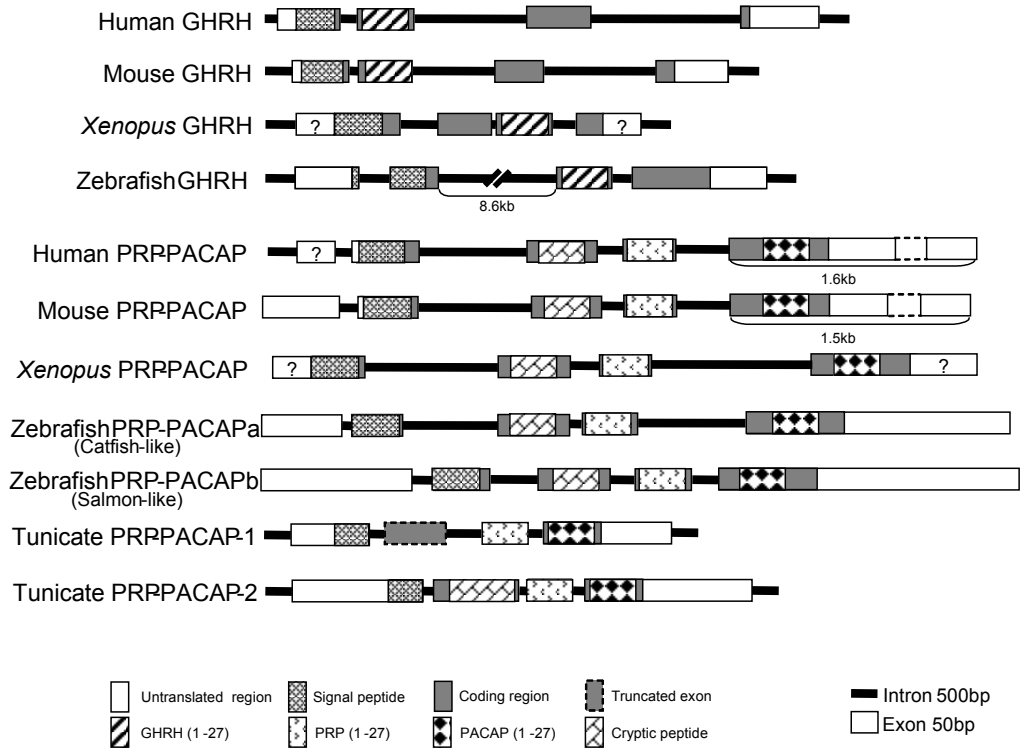 Human GHRH
Mouse GHRH
Xenopus GHRH
?
?
Zebrafish GHRH
8.6kb
Human PRP-PACAP
?
1.6kb
Mouse PRP-PACAP
1.5kb
Xenopus PRP-PACAP
?
?
Zebrafish PRP-PACAPa
(Catfish-like)
Zebrafish PRP-PACAPb
(Salmon-like)
Tunicate PRP-PACAP-1
Tunicate PRP-PACAP-2
Untranslated region
Signal peptide
Coding region
Truncated exon
GHRH (1-27)
PRP (1-27)
PACAP (1-27)
Cryptic peptide
Intron 500bp
Exon 50bp